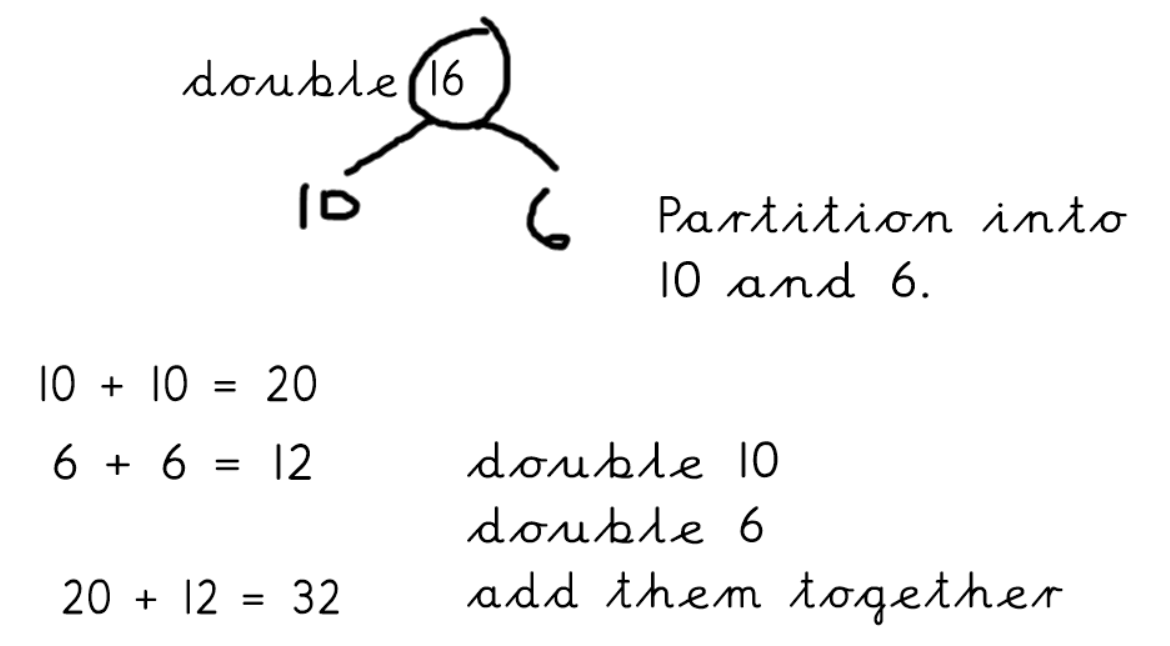 double 16
10 6
Partition into
10 and 6.
10 + 10 = 20
6 + 6 = 12
double 10
double 6
20 + 12 = 32
add them together